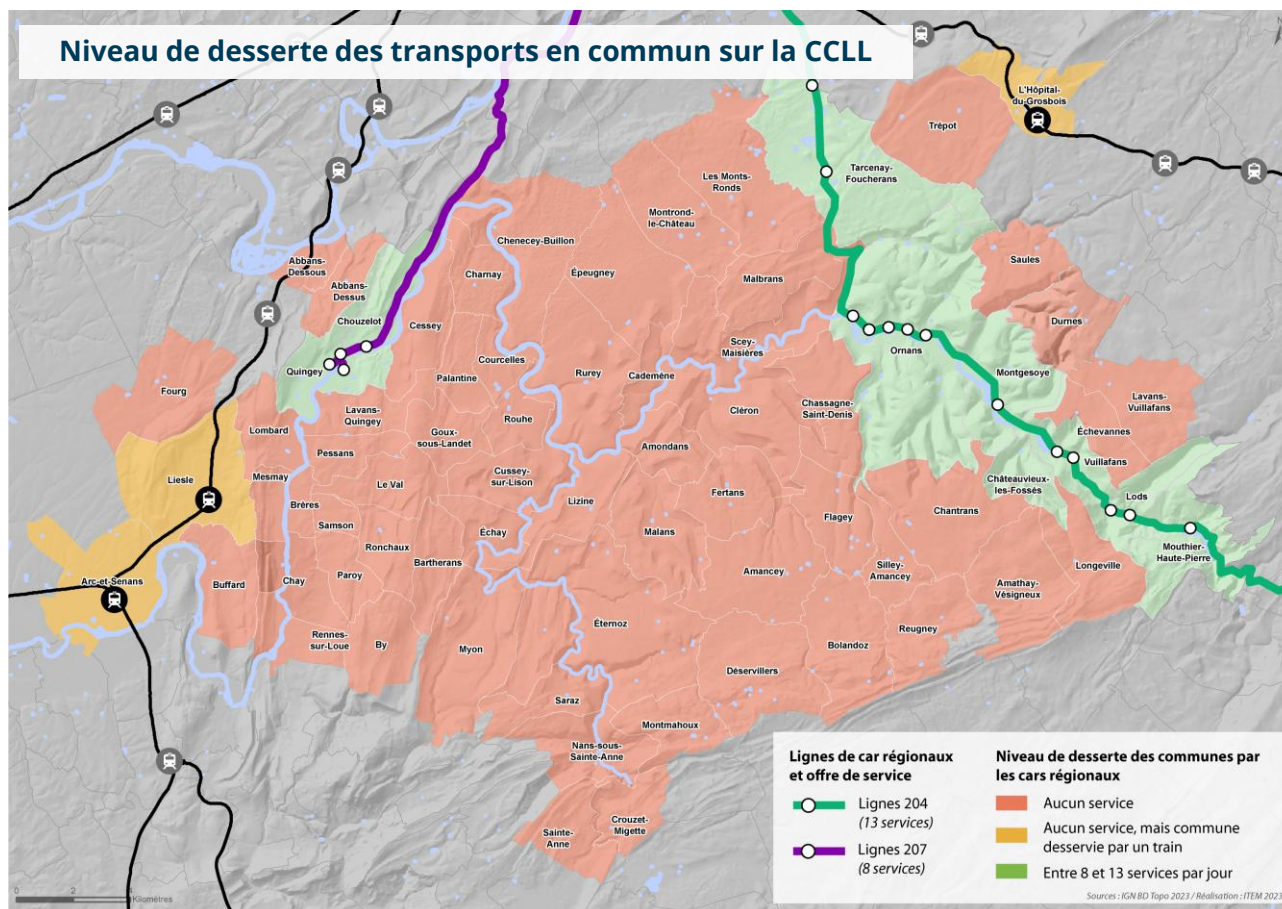 Niveau de desserte des transports en commun sur la CCLL
L'Hôpital-
du-Grosbois
Trépot
Tarcenay-
Foucherans
Les Monts-
Ronds
Montrond-
le-Château
Chenecey-Buillon
Saules
Abbans-
Dessous
Charnay
Épeugney
Malbrans
Abbans-
Dessus
Chouzelot
Cessey
Durnes
Scey-
Maisières
Ornans
Courcelles
Quingey
Rurey
Cademène
Montgesoye
Palantine
Fourg
Cléron
Chassagne-
Saint-Denis
Lavans-
Vuillafans
Lavans-
Quingey
Rouhe
Lombard
Goux-
sous-Landet
Échevannes
Amondans
Pessans
Vuillafans
Cussey-
sur-Lison
Liesle
Mesmay
Le Val
Châteauvieux-
les-Fossés
Fertans
Lods
Brères
Lizine
Chantrans
Samson
Flagey
Échay
Malans
Mouthier-
Haute-Pierre
Ronchaux
Bartherans
Longeville
Silley-
Amancey
Arc-et-Senans
Buffard
Chay
Paroy
Amancey
Amathay-
Vésigneux
Éternoz
Reugney
Rennes-
sur-Loue
By
Myon
Bolandoz
Déservillers
Saraz
Montmahoux
Nans-sous-
Sainte-Anne
Crouzet-
Migette
Sainte-
Anne
Lignes de car régionaux
et offre de service
Lignes 204
(13 services)
Lignes 207
(8 services)
Niveau de desserte des communes par
les cars régionaux
Aucun service
Aucun service, mais commune
desservie par un train
Entre 8 et 13 services par jour
0 2 4
Kilomètres
Sources : IGN BD Topo 2023 / Réalisation : ITEM 2023